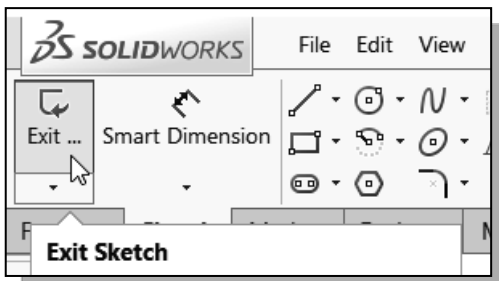 SOLIDWORKS File Edit View
Exit ... Smart Dimension
Exit Sketch